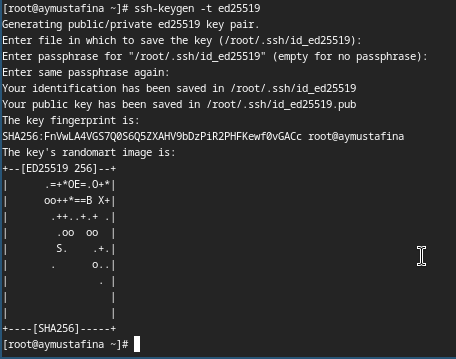 [root@aymustafina ~]# ssh-keygen -t ed25519
Generating public/private ed25519 key pair.
Enter file in which to save the key (/root/.ssh/id_ed25519):
Enter passphrase for "/root/.ssh/id_ed25519" (empty for no passphrase):
Enter same passphrase again:
Your identification has been saved in /root/.ssh/id_ed25519
Your public key has been saved in /root/.ssh/id_ed25519.pub
The key fingerprint is:
SHA256:FnVwLA4VGS7Q0S6Q5ZXAHV9bDzPiR2PHFKewf0vGACc root@aymustafina
The key's randomart image is:
+--[ED25519 256]--+
|      .=+*OE=.O+*|
|      oo++*==B X+|
|       .++..+.+ .|
|        .oo  oo  |
|        S.    .+.|
|       .      o..|
|               . |
|                 |
|                 |
+----[SHA256]-----+
[root@aymustafina ~]#